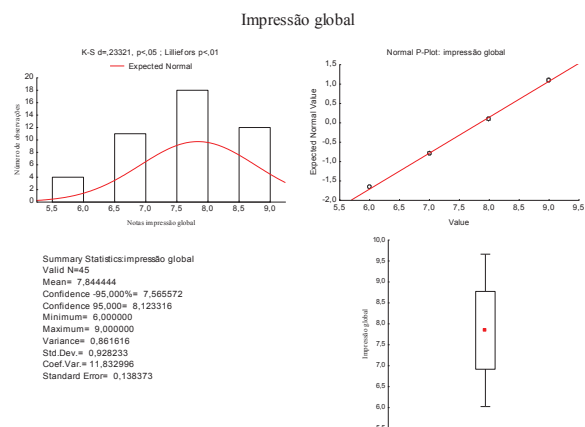 Impressão global
K-S d=,23321, p<,05 ; Lilliefors p<,01
Expected Normal
Número de observações
20
18
16
14
12
10
8
6
4
2
0
5,5 6,0 6,5 7,0 7,5 8,0 8,5 9,0
Notas impressão global
Normal P-Plot: impressão global
Expected Normal Value
1,5
1,0
0,5
0,0
-0,5
-1,0
-1,5
-2,0
5,5 6,0 6,5 7,0 7,5 8,0 8,5 9,0 9,5
Value
Summary Statistics:impressão global
Valid N=45
Mean= 7,844444
Confidence -95,000%= 7,565572
Confidence 95,000= 8,123316
Minimum= 6,000000
Maximum= 9,000000
Variance= 0,861616
Std.Dev.= 0,928233
Coef.Var.= 11,832996
Standard Error= 0,138373
Impressão global
10,0
9,5
9,0
8,5
8,0
7,5
7,0
6,5
6,0
5,5